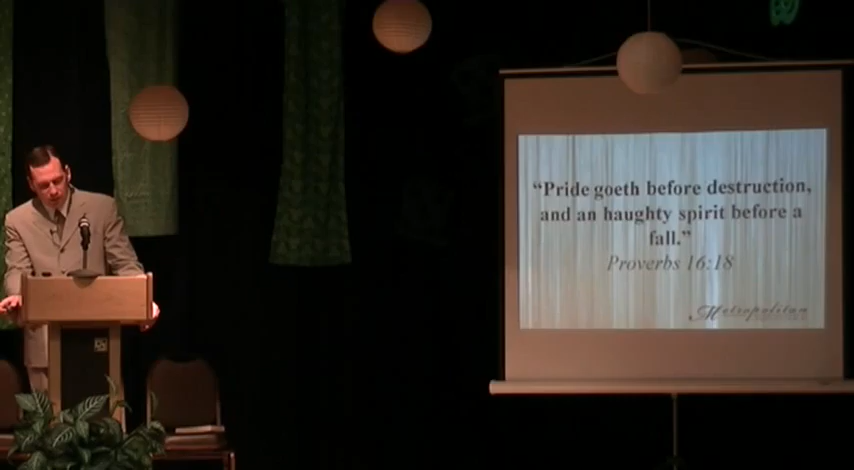 “Pride goeth before destruction,
and an haughty spirit before a
fall.”
Proverbs 16:18
Metropolitan